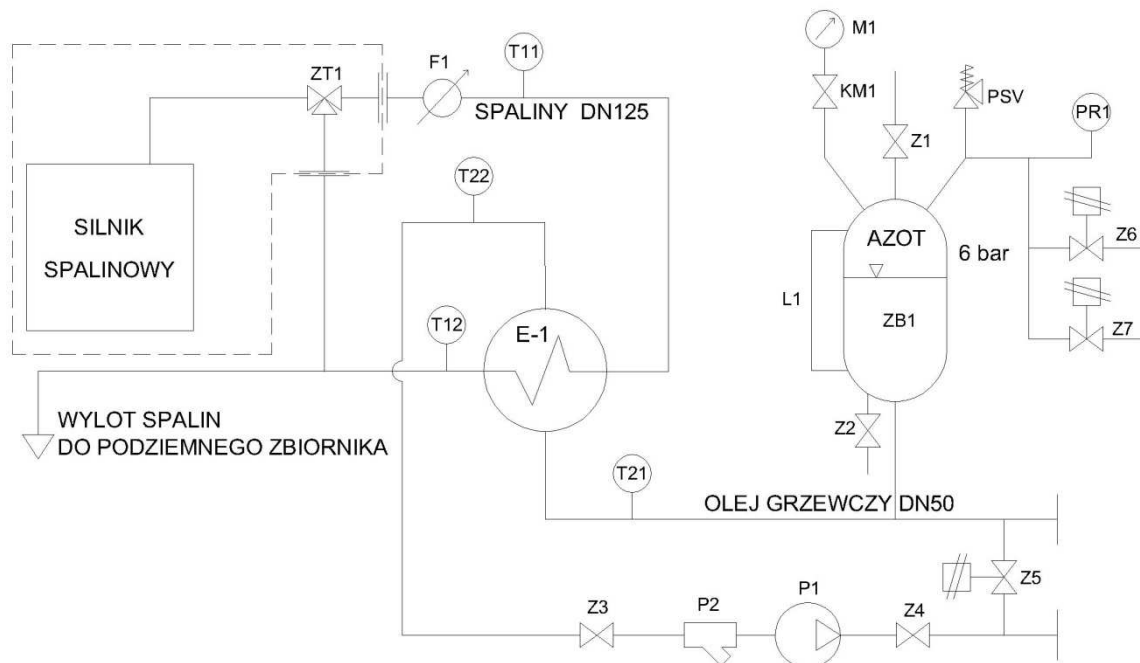 M1
T11
F1
ZT1
KM1
PSV
PR1
SPALINY DN125
Z1
T22
SILNIK
SPALINOWY
AZOT
6 bar
Z6
L1
ZB1
T12
E-1
Z7
WYLOT SPALIN
DO PODZIEMNEGO ZBIORNIKA
Z2
T21
OLEJ GRZEWCZY DN50
Z5
Z3
P2
P1
Z4